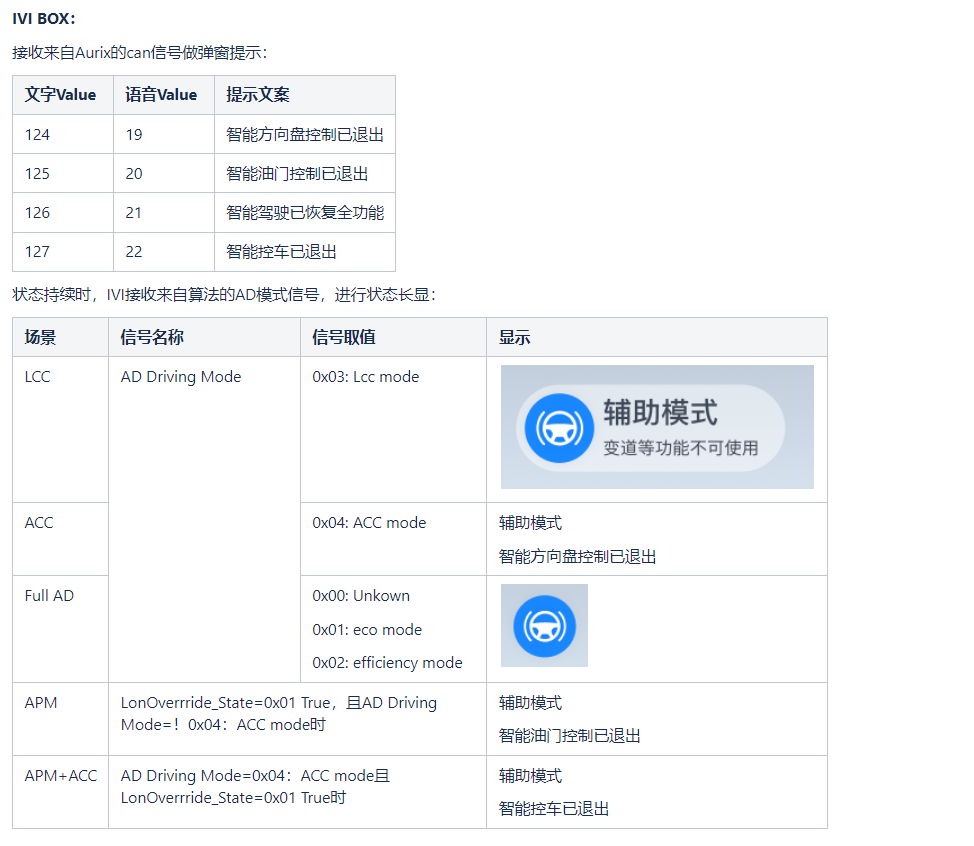 IVI BOX：
接收来自Aurix的can信号做弹窗提示：
文字Value 语音Value 提示文案
124 19 智能方向盘控制已退出
125 20 智能油门控制已退出
126 21 智能驾驶已恢复全功能
127 22 智能控车已退出
状态持续时，IVI接收来自算法的AD模式信号，进行状态长显：
场景 信号名称 信号取值 显示
LCC AD Driving Mode 0x03: Lcc mode
辅助模式
变道等功能不可使用
ACC 0x04: ACC mode 辅助模式
智能方向盘控制已退出
Full AD 0x00: Unkown
0x01: eco mode
0x02: efficiency mode
APM LonOverrride_State=0x01 True，且AD Driving 辅助模式
Mode=！0x04：ACC mode时
智能油门控制已退出
APM+ACC AD Driving Mode=0x04：ACC mode且 辅助模式
LonOverrride_State=0x01 True时
智能控车已退出